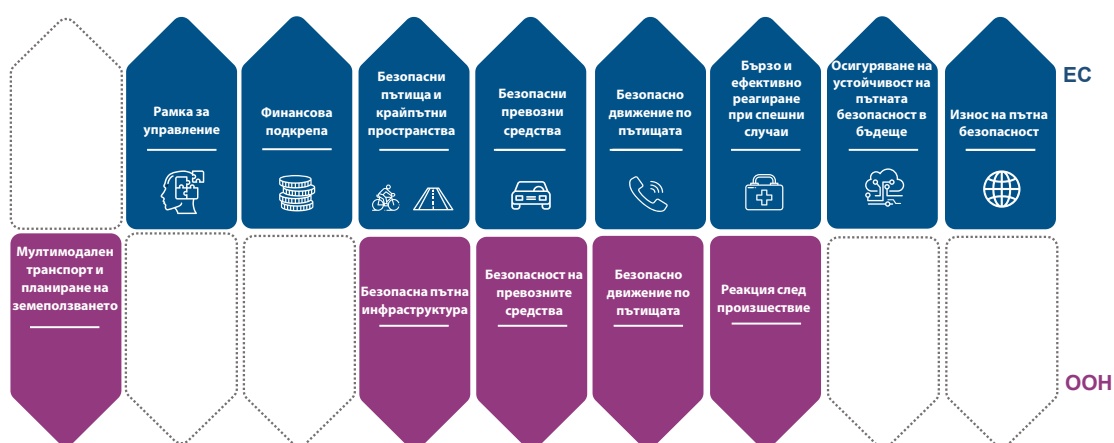 Рамка за
управление
Финансова
подкрепа
Безопасни
пътища и
крайпътни
пространства
Безопасни
превозни
средства
Безопасно
движение по
пътищата
Бързо и
ефективно
реагиране
при спешни
случаи
Осигуряване на
устойчивост на
пътната
безопасност в
бъдеще
Износ на пътна
безопасност
ЕС
Мултимодален
транспорт и
планиране на
земеползването
Безопасна пътна
инфраструктура
Безопасност на
превозните
средства
Безопасно
движение по
пътищата
Реакция след
произшествие
ООН